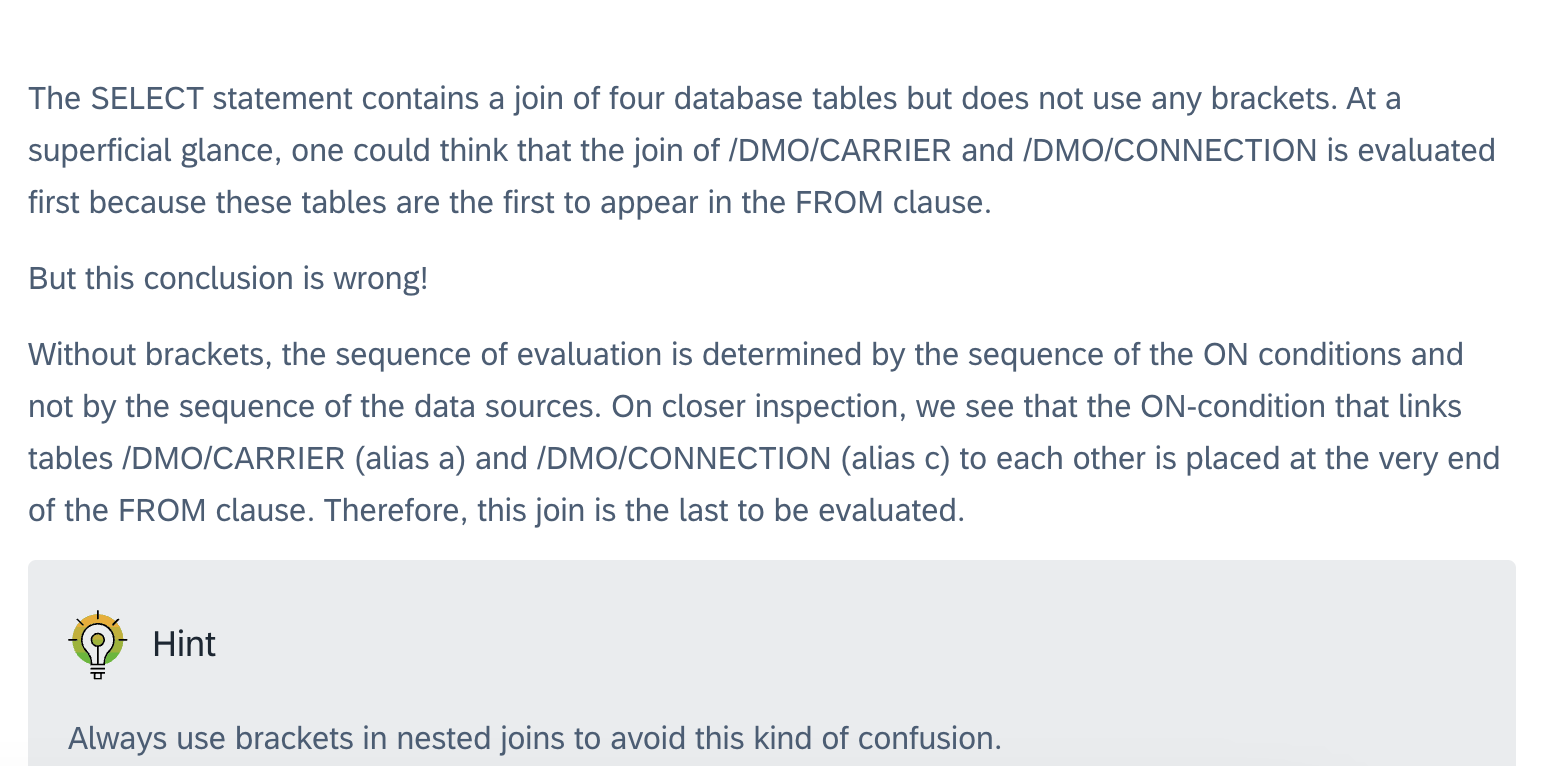 The SELECT statement contains a join of four database tables but does not use any brackets. At a
superficial glance, one could think that the join of /DMO/CARRIER and /DMO/CONNECTION is evaluated
first because these tables are the first to appear in the FROM clause.
But this conclusion is wrong!
Without brackets, the sequence of evaluation is determined by the sequence of the ON conditions and
not by the sequence of the data sources. On closer inspection, we see that the ON-condition that links
tables /DMO/CARRIER (alias a) and /DMO/CONNECTION (alias c) to each other is placed at the very end
of the FROM clause. Therefore, this join is the last to be evaluated.
Hint
Always use brackets in nested joins to avoid this kind of confusion.